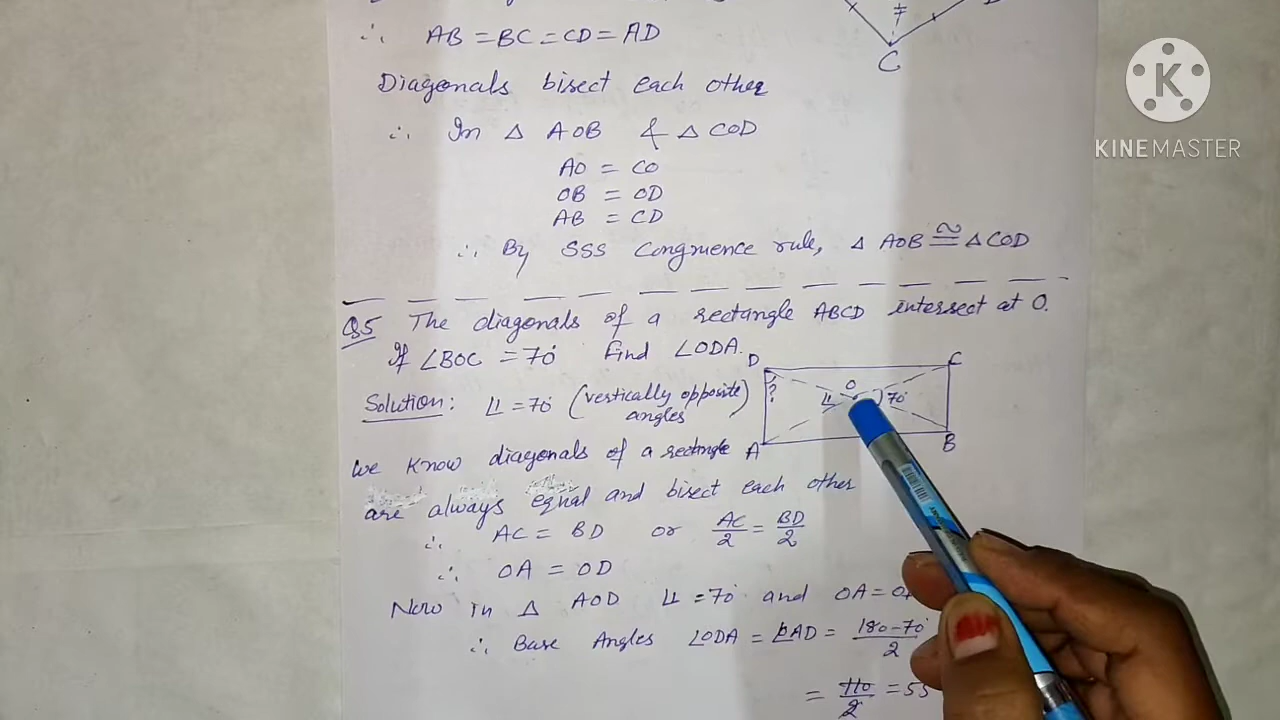 ∴ AB = BC = CD = AD
C
K
KINEMASTER
Diagonals bisect each other
∴ In Δ AOB & Δ COD
AO = CO
OB = OD
AB = CD
∴ By SSS Congruence rule, Δ AOB ≅ Δ COD
Q5 The diagonals of a rectangle ABCD intersect at O.
If ∠BOC = 70° Find ∠ODA.
D C
O
? ∠1 70°
A B
Solution: ∠1 = 70° (vertically opposite angles)
We know diagonals of a rectangle
are always equal and bisect each other
∴ AC = BD or AC/2 = BD/2
∴ OA = OD
Now in Δ AOD ∠1 = 70° and OA =
∴ Base Angles ∠ODA = ∠OAD = 180-70°/2
= 110/2 = 55